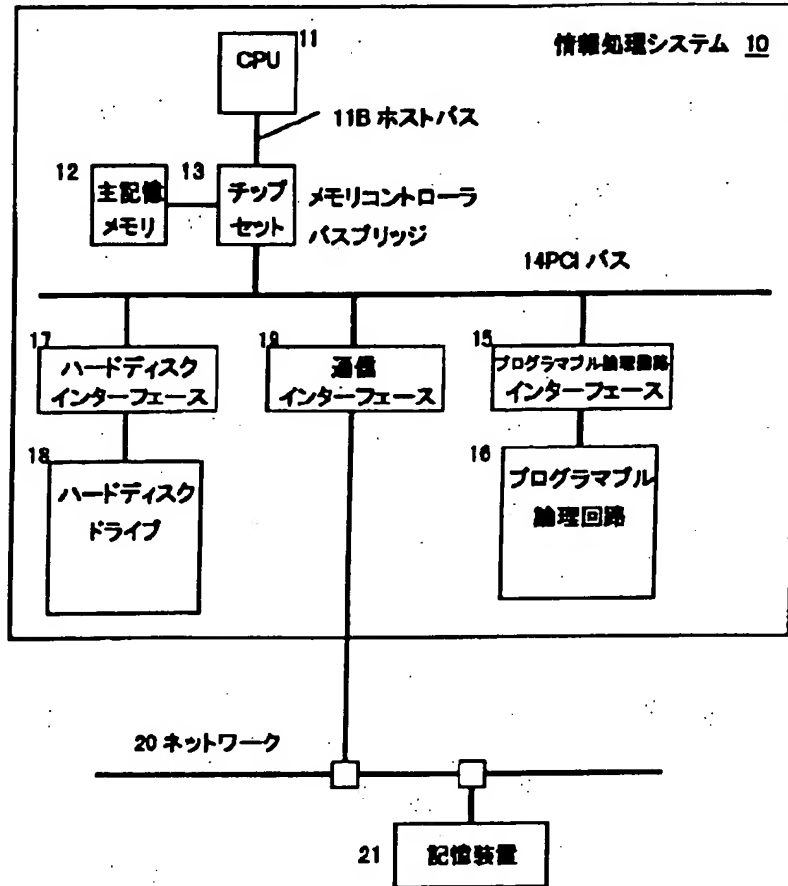 情報処理システム 10
11
CPU
11B ホストバス
12
主記憶
メモリ
13
チップ
セット
メモリコントローラ
バスブリッジ
14PCI バス
17
ハードディスク
インターフェース
19
通信
インターフェース
15
プログラマブル論理回路
インターフェース
18
ハードディスク
ドライブ
16
プログラマブル
論理回路
20 ネットワーク
21
記憶装置